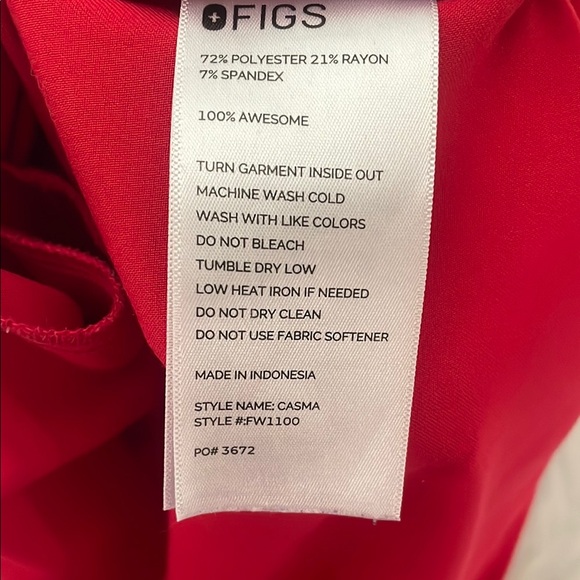 FIGS
72% POLYESTER 21% RAYON
7% SPANDEX
100% AWESOME
TURN GARMENT INSIDE OUT
MACHINE WASH COLD
WASH WITH LIKE COLORS
DO NOT BLEACH
TUMBLE DRY LOW
LOW HEAT IRON IF NEEDED
DO NOT DRY CLEAN
DO NOT USE FABRIC SOFTENER
MADE IN INDONESIA
STYLE NAME: CASMA
STYLE #:FW1100
PO# 3672